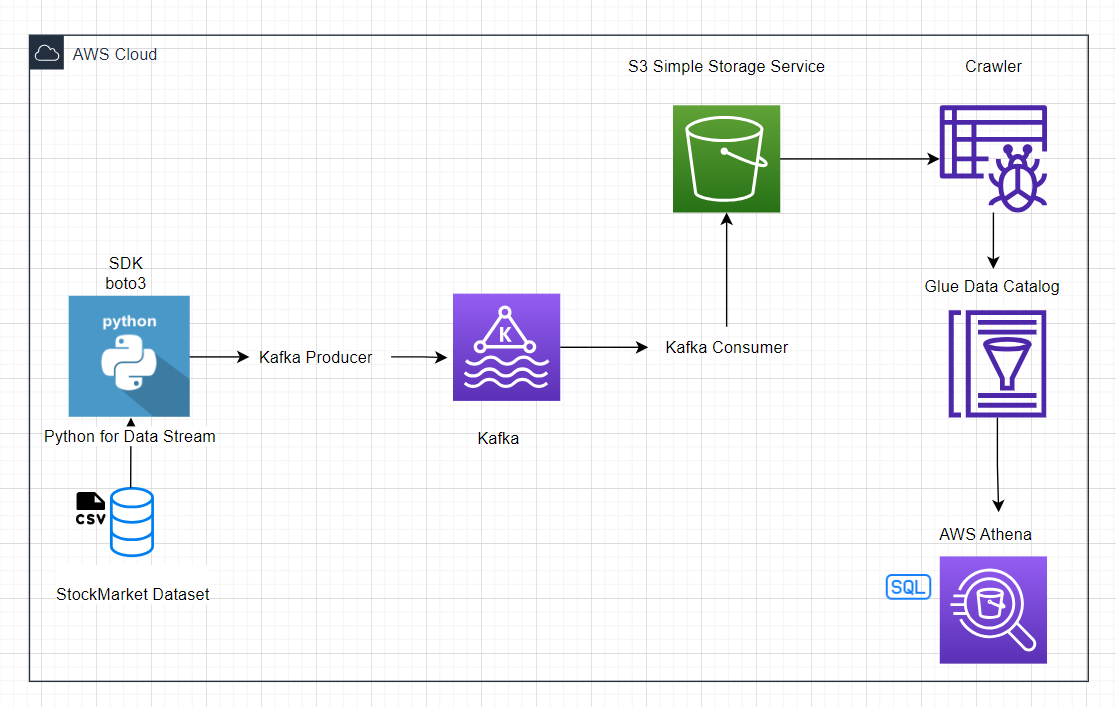 AWS Cloud
S3 Simple Storage Service
Crawler
SDK
boto3
python
Python for Data Stream
CSV
StockMarket Dataset
Kafka Producer
K
Kafka
Kafka Consumer
Glue Data Catalog
AWS Athena
SQL